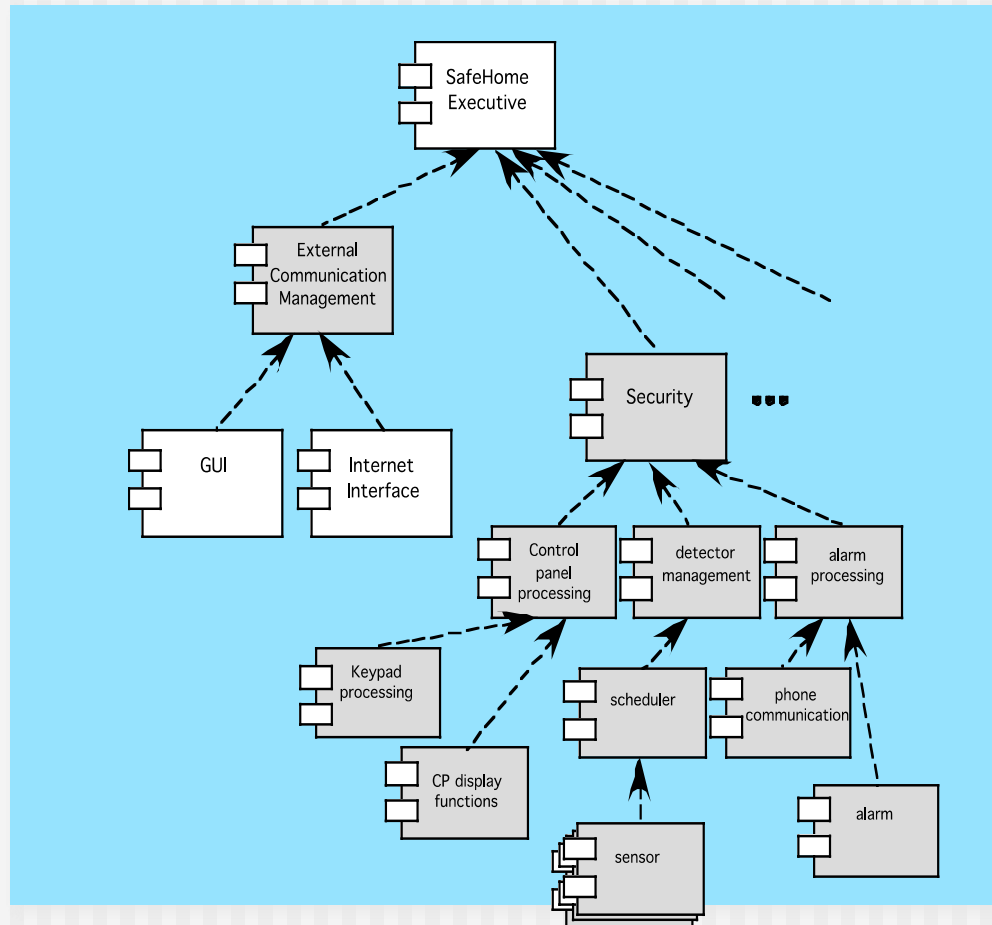 SafeHome
Executive
External
Communication
Management
Security
...
GUI
Internet
Interface
Control
panel
processing
detector
management
alarm
processing
Keypad
processing
scheduler
phone
communication
CP display
functions
alarm
sensor